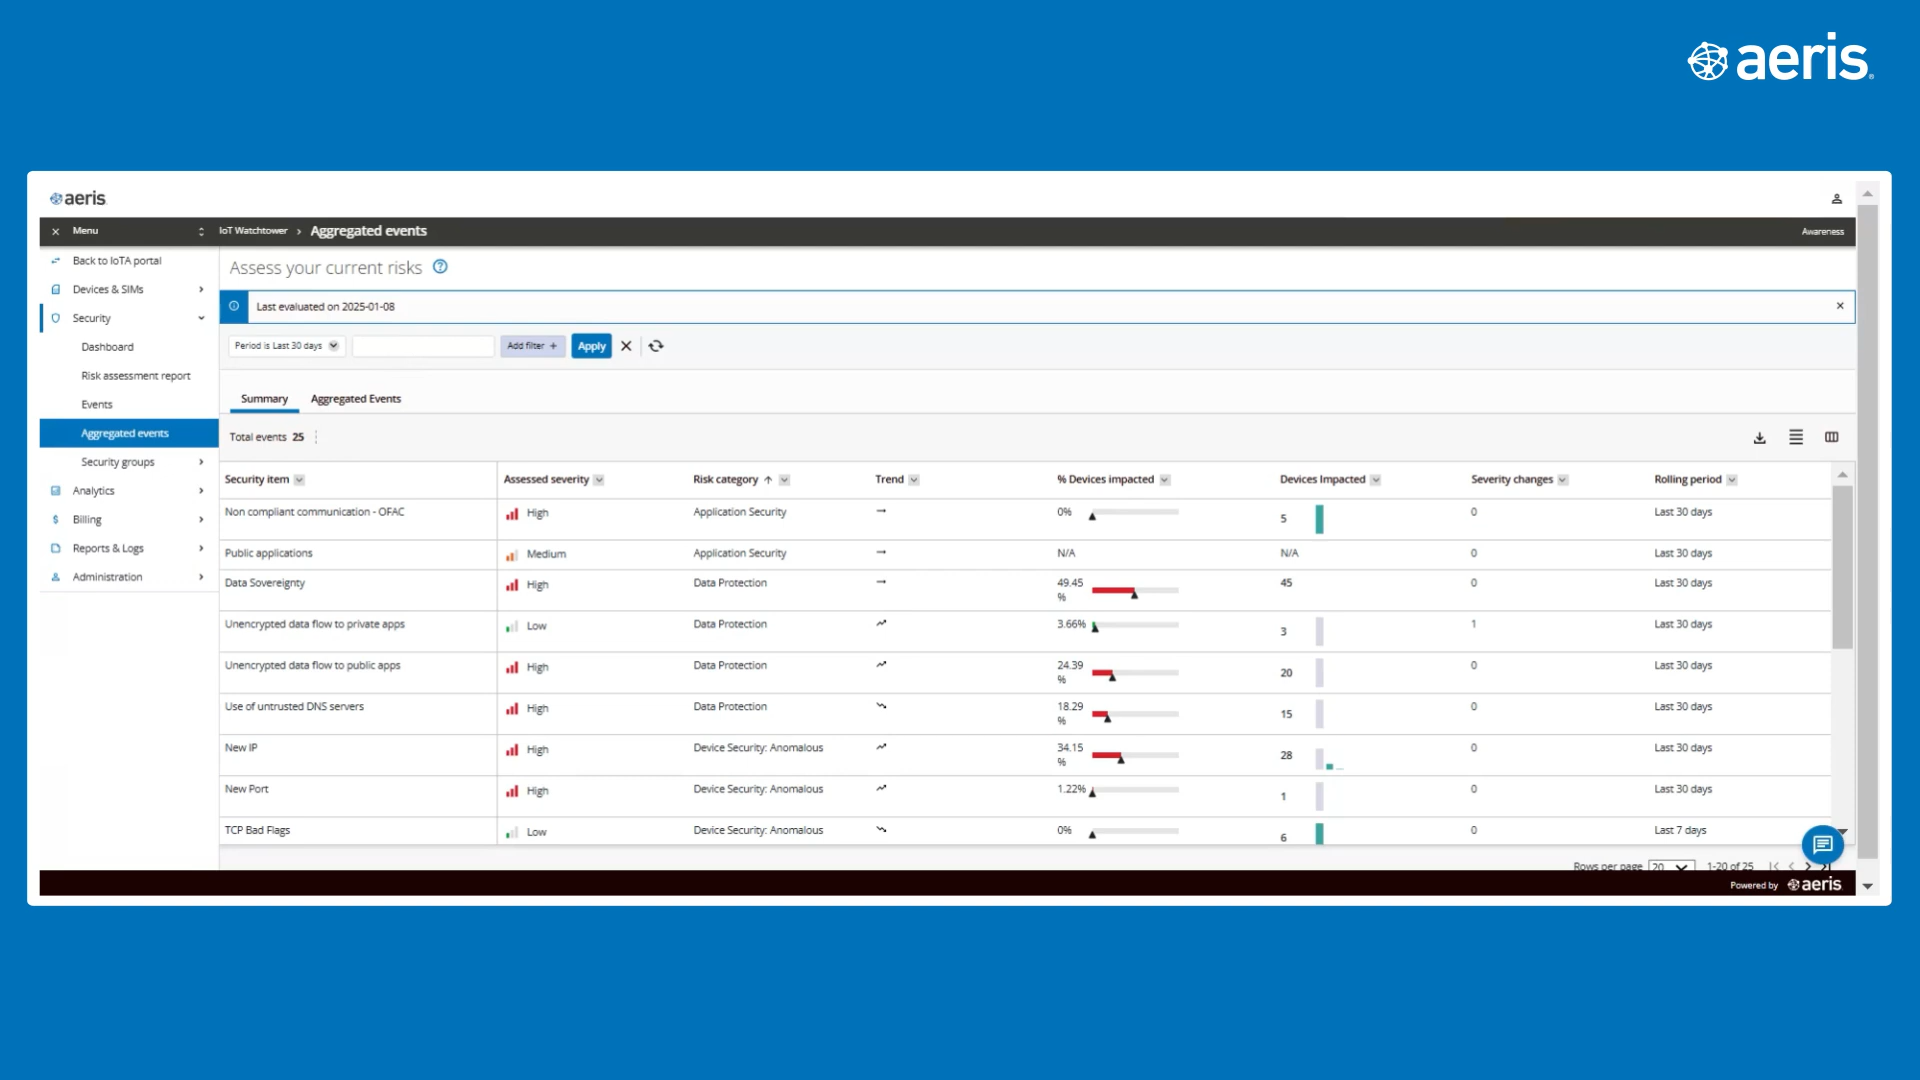 aeris
aeris
Menu
IoT Watchtower › Aggregated events
Awareness
Back to IoTA portal
Devices & SIMs
Security
Dashboard
Risk assessment report
Events
Aggregated events
Security groups
Analytics
Billing
Reports & Logs
Administration
Assess your current risks
Last evaluated on 2025-01-08
Period is Last 30 days Add filter + Apply
Summary Aggregated Events
Total events 25
Security item Assessed severity Risk category Trend % Devices impacted Devices Impacted Severity changes Rolling period
Non compliant communication - OFAC High Application Security 0% 5 0 Last 30 days
Public applications Medium Application Security N/A N/A 0 Last 30 days
Data Sovereignty High Data Protection 49.45 % 45 0 Last 30 days
Unencrypted data flow to private apps Low Data Protection 3.66% 3 1 Last 30 days
Unencrypted data flow to public apps High Data Protection 24.39 % 20 0 Last 30 days
Use of untrusted DNS servers High Data Protection 18.29 % 15 0 Last 30 days
New IP High Device Security: Anomalous 34.15 % 28 0 Last 30 days
New Port High Device Security: Anomalous 1.22% 1 0 Last 30 days
TCP Bad Flags Low Device Security: Anomalous 0% 6 0 Last 7 days
Rows per page 20 1-20 of 25
Powered by aeris